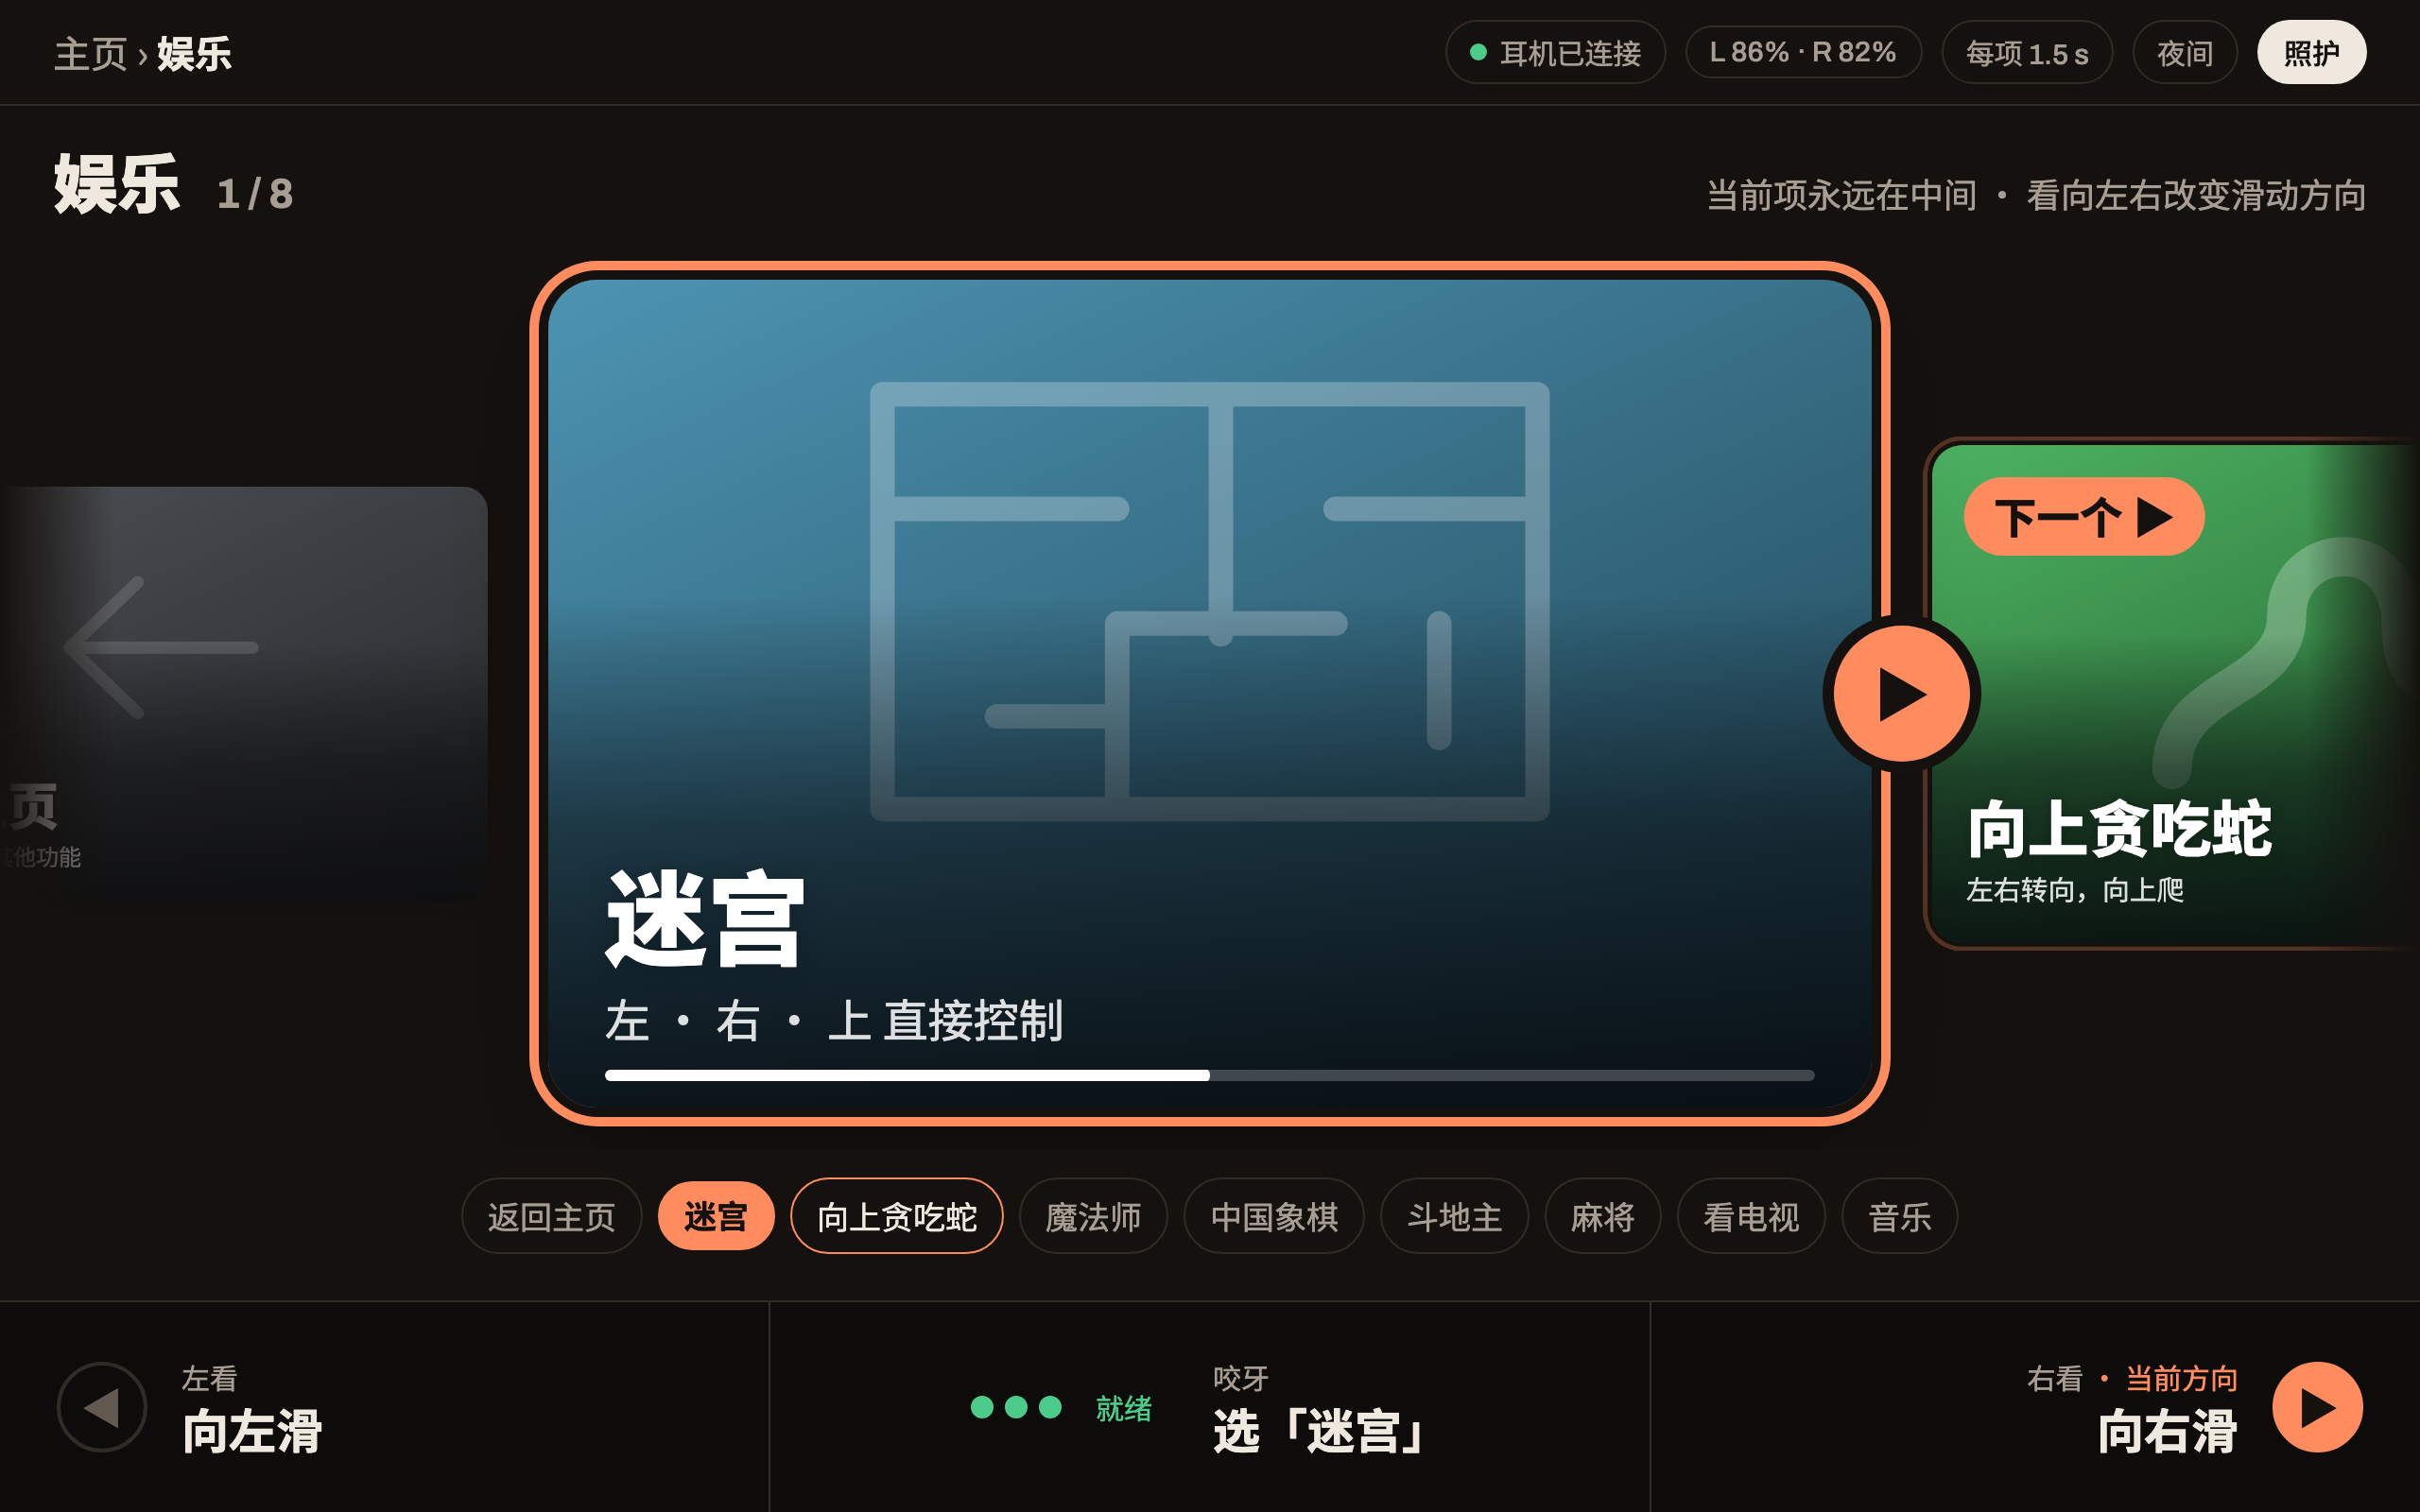 主页 › 娱乐
耳机已连接
L 86% · R 82%
每项 1.5 s
夜间
照护
娱乐 1 / 8
当前项永远在中间 · 看向左右改变滑动方向
页
其他功能
迷宫
左 · 右 · 上 直接控制
下一个 ▶
向上贪吃蛇
左右转向，向上爬
返回主页
迷宫
向上贪吃蛇
魔法师
中国象棋
斗地主
麻将
看电视
音乐
左看
向左滑
就绪
咬牙
选「迷宫」
右看 · 当前方向
向右滑